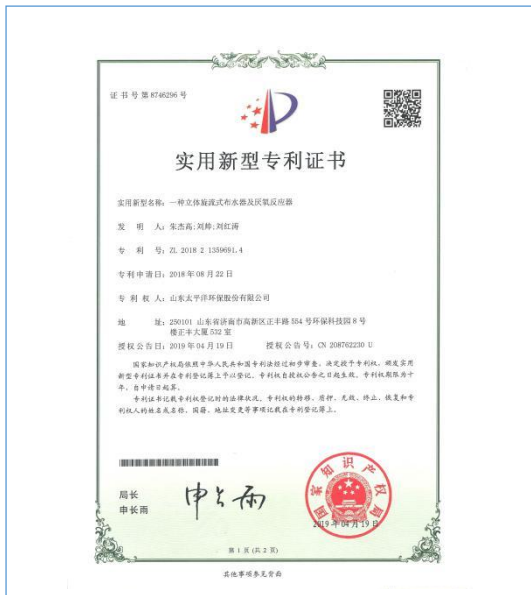 证书号第8746296号
实用新型专利证书
实用新型名称：一种立体旋流式布水器及厌氧反应器
发 明 人：朱杰高;刘帅;刘红涛
专 利 号：ZL 2018 2 1359691.4
专利申请日：2018年08月22日
专 利 权 人：山东太平洋环保股份有限公司
地 址：250101 山东省济南市高新区正丰路554号环保科技园8号
楼正丰大厦532室
授权公告日：2019年04月19日 授权公告号：CN 208762230 U
国家知识产权局依照中华人民共和国专利法经过初步审查，决定授予专利权，颁发实用
新型专利证书并在专利登记簿上予以登记。专利权自授权公告之日起生效。专利权期限为十
年，自申请日起算。
专利证书记载专利权登记时的法律状况。专利权的转移、质押、无效、终止、恢复和专
利权人的姓名或名称、国籍、地址变更等事项记载在专利登记簿上。
局长
申长雨
申长雨
国家知识产权局
2019年04月19日
第 1 页 (共 2 页)
其他事项参见背面